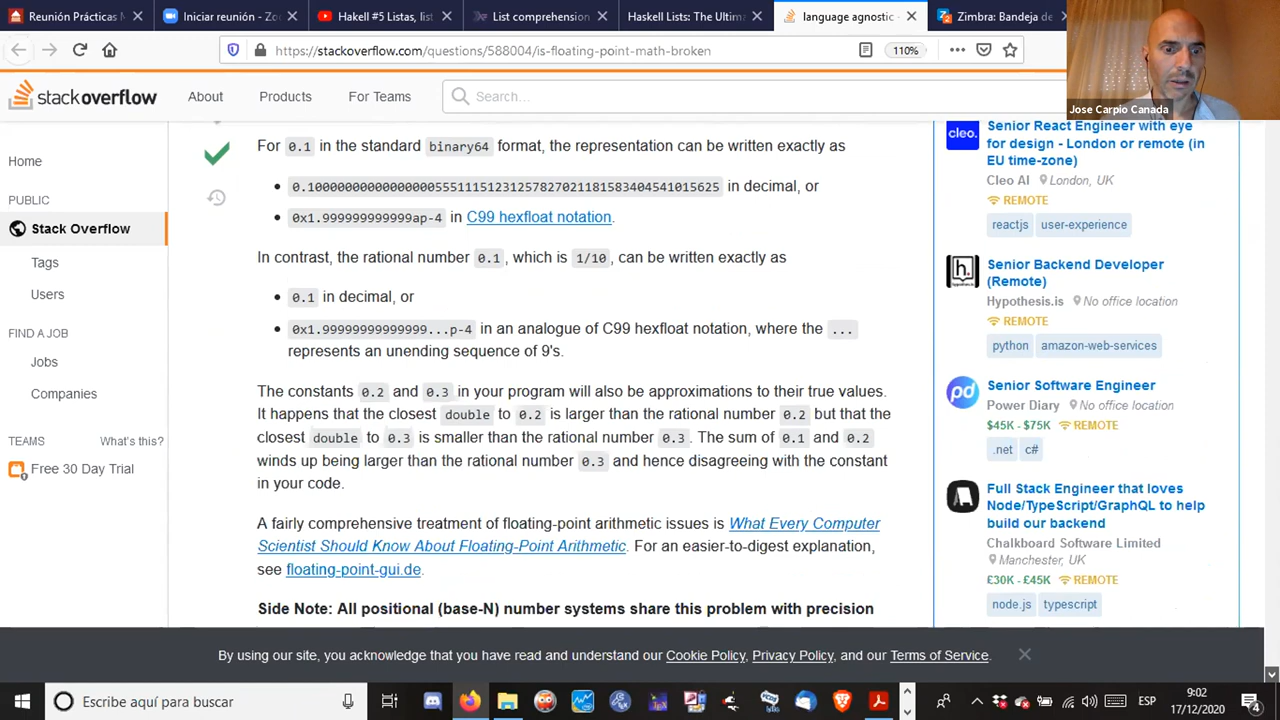 Reunión Prácticas M
Iniciar reunión - Zoo
Hakell #5 Listas, list
List comprehension
Haskell Lists: The Ultima
language agnostic -
Zimbra: Bandeja de
https://stackoverflow.com/questions/588004/is-floating-point-math-broken
110%
Jose Carpio Canada
stackoverflow
About
Products
For Teams
Search...
Home
PUBLIC
Stack Overflow
Tags
Users
FIND A JOB
Jobs
Companies
TEAMS
What's this?
Free 30 Day Trial
For 0.1 in the standard binary64 format, the representation can be written exactly as
• 0.1000000000000000055511151231257827021181583404541015625 in decimal, or
• 0x1.999999999999ap-4 in C99 hexfloat notation.
In contrast, the rational number 0.1, which is 1/10, can be written exactly as
• 0.1 in decimal, or
• 0x1.99999999999999...p-4 in an analogue of C99 hexfloat notation, where the ...
represents an unending sequence of 9's.
The constants 0.2 and 0.3 in your program will also be approximations to their true values.
It happens that the closest double to 0.2 is larger than the rational number 0.2 but that the
closest double to 0.3 is smaller than the rational number 0.3. The sum of 0.1 and 0.2
winds up being larger than the rational number 0.3 and hence disagreeing with the constant
in your code.
A fairly comprehensive treatment of floating-point arithmetic issues is What Every Computer
Scientist Should Know About Floating-Point Arithmetic. For an easier-to-digest explanation,
see floating-point-gui.de.
Side Note: All positional (base-N) number systems share this problem with precision
cleo.
Senior React Engineer with eye
for design - London or remote (in
EU time-zone)
Cleo AI London, UK
REMOTE
reactjs user-experience
h.
Senior Backend Developer
(Remote)
Hypothesis.is No office location
REMOTE
python amazon-web-services
pd
Senior Software Engineer
Power Diary No office location
$45K - $75K REMOTE
.net c#
Full Stack Engineer that loves
Node/TypeScript/GraphQL to help
build our backend
Chalkboard Software Limited
Manchester, UK
£30K - £45K REMOTE
node.js typescript
By using our site, you acknowledge that you have read and understand our Cookie Policy, Privacy Policy, and our Terms of Service.
Escribe aquí para buscar
ESP
9:02
17/12/2020
4